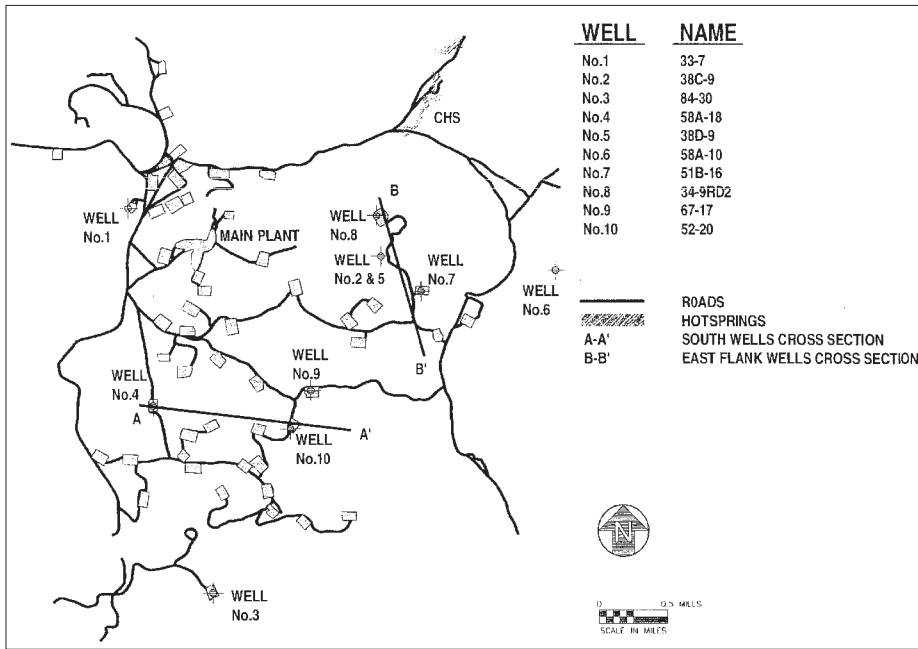 WELL NAME
No.1 33-7
No.2 38C-9
No.3 84-30
No.4 58A-18
No.5 38D-9
No.6 58A-10
No.7 51B-16
No.8 34-9RD2
No.9 67-17
No.10 52-20
ROADS
HOTSPRINGS
A-A' SOUTH WELLS CROSS SECTION
B-B' EAST FLANK WELLS CROSS SECTION
CHS
B
WELL
No.8
WELL
No.1
MAIN PLANT
WELL
No.2 & 5
WELL
No.7
WELL
No.6
B'
WELL
No.9
WELL
No.4
A
A'
WELL
No.10
N
WELL
No.3
0 0.5 MILES
SCALE IN MILES